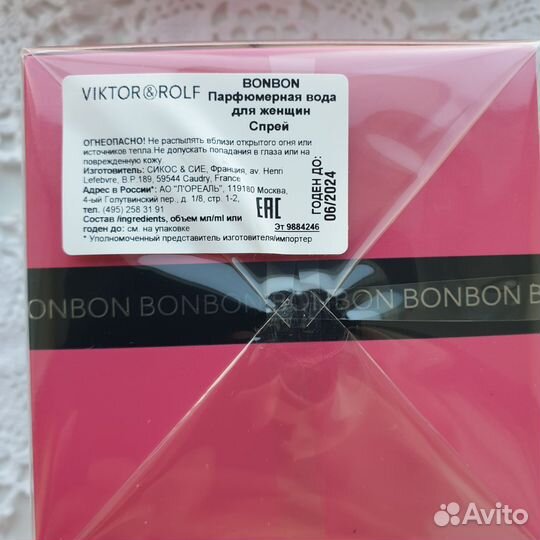 VIKTOR&ROLF
BONBON
Парфюмерная вода
для женщин
Спрей
ОГНЕОПАСНО! Не распылять вблизи открытого огня или
источников тепла.Не допускать попадания в глаза или на
поврежденную кожу
Изготовитель: СИКОС & СИЕ, Франция, av. Henri
Lefebvre, B.P.189, 59544 Caudry, France
Адрес в России*: АО "Л'ОРЕАЛЬ", 119180 Москва,
4-ый Голутвинский пер., д. 1/8, стр. 1-2,
тел. (495) 258 31 91
Состав /ingredients, объем мл/ml или
годен до: см. на упаковке
* Уполномоченный представитель изготовителя/импортер
EAC
Эт 9884246
ГОДЕН ДО:
06/2024
ONBON BONBON BONBON BONBON B
Avito